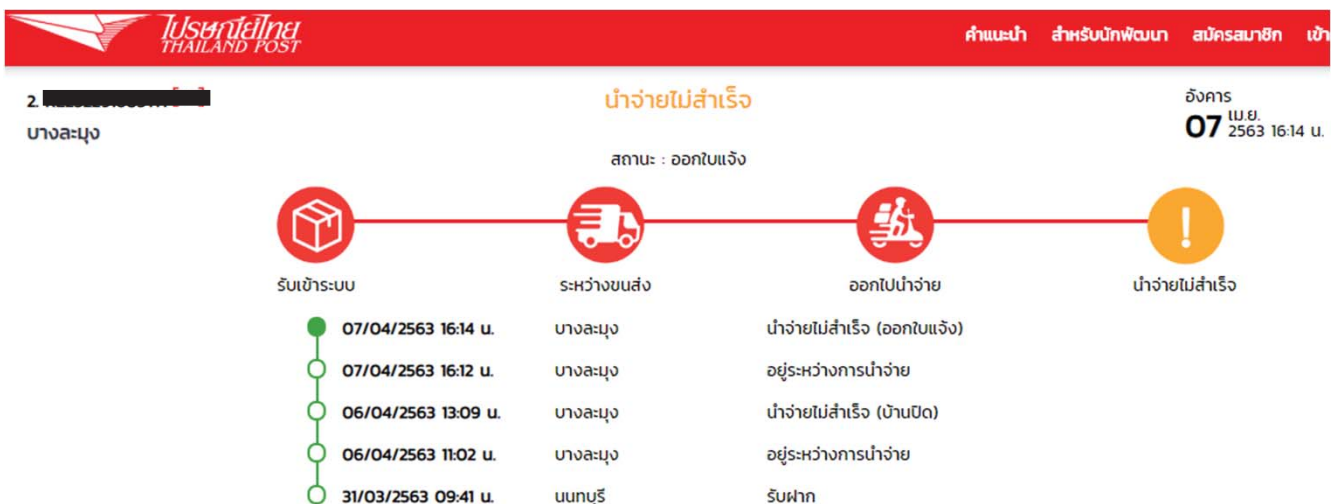 ไปรษณีย์ไทย
THAILAND POST
คำแนะนำ สำหรับนักพัฒนา สมัครสมาชิก เข้า
2.
บางละมุง
นำจ่ายไม่สำเร็จ
สถานะ : ออกใบแจ้ง
อังคาร
07 เม.ย. 2563 16:14 น.
รับเข้าระบบ ระหว่างขนส่ง ออกไปนำจ่าย นำจ่ายไม่สำเร็จ
07/04/2563 16:14 น. บางละมุง นำจ่ายไม่สำเร็จ (ออกใบแจ้ง)
07/04/2563 16:12 น. บางละมุง อยู่ระหว่างการนำจ่าย
06/04/2563 13:09 น. บางละมุง นำจ่ายไม่สำเร็จ (บ้านปิด)
06/04/2563 11:02 น. บางละมุง อยู่ระหว่างการนำจ่าย
31/03/2563 09:41 น. นนทบุรี รับฝาก